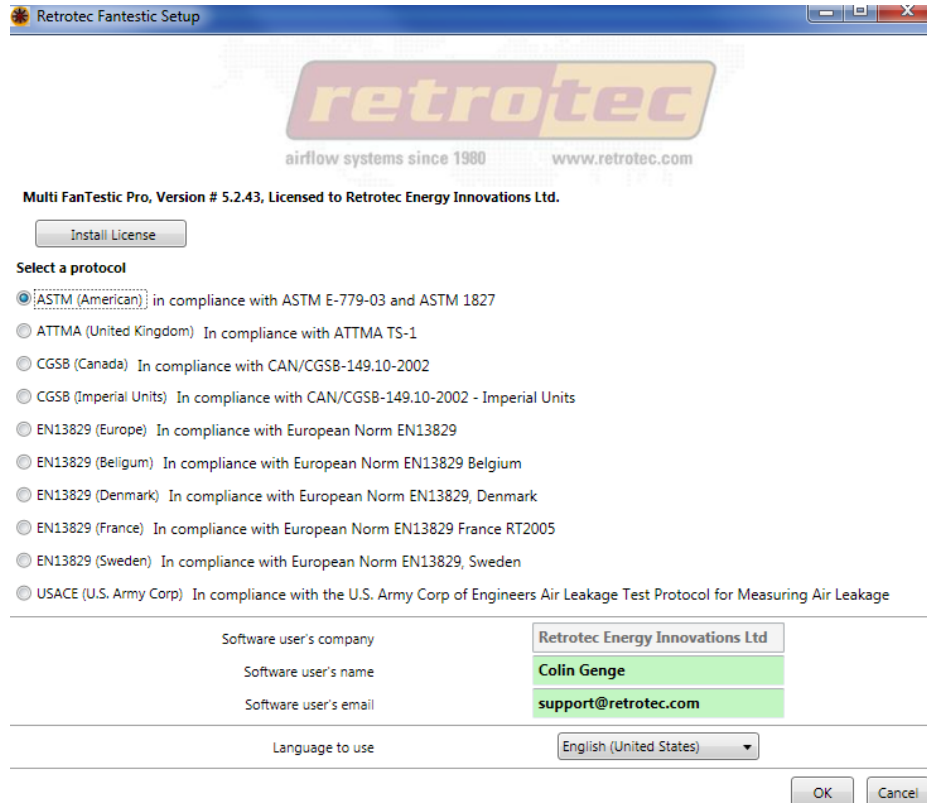 Retrotec Fantestic Setup
retrotec
airflow systems since 1980 www.retrotec.com
Multi FanTestic Pro, Version # 5.2.43, Licensed to Retrotec Energy Innovations Ltd.
Install License
Select a protocol
ASTM (American) in compliance with ASTM E-779-03 and ASTM 1827
ATTMA (United Kingdom) In compliance with ATTMA TS-1
CGSB (Canada) In compliance with CAN/CGSB-149.10-2002
CGSB (Imperial Units) In compliance with CAN/CGSB-149.10-2002 - Imperial Units
EN13829 (Europe) In compliance with European Norm EN13829
EN13829 (Beligum) In compliance with European Norm EN13829 Belgium
EN13829 (Denmark) In compliance with European Norm EN13829, Denmark
EN13829 (France) In compliance with European Norm EN13829 France RT2005
EN13829 (Sweden) In compliance with European Norm EN13829, Sweden
USACE (U.S. Army Corp) In compliance with the U.S. Army Corp of Engineers Air Leakage Test Protocol for Measuring Air Leakage
Software user's company Retrotec Energy Innovations Ltd
Software user's name Colin Genge
Software user's email support@retrotec.com
Language to use English (United States)
OK Cancel